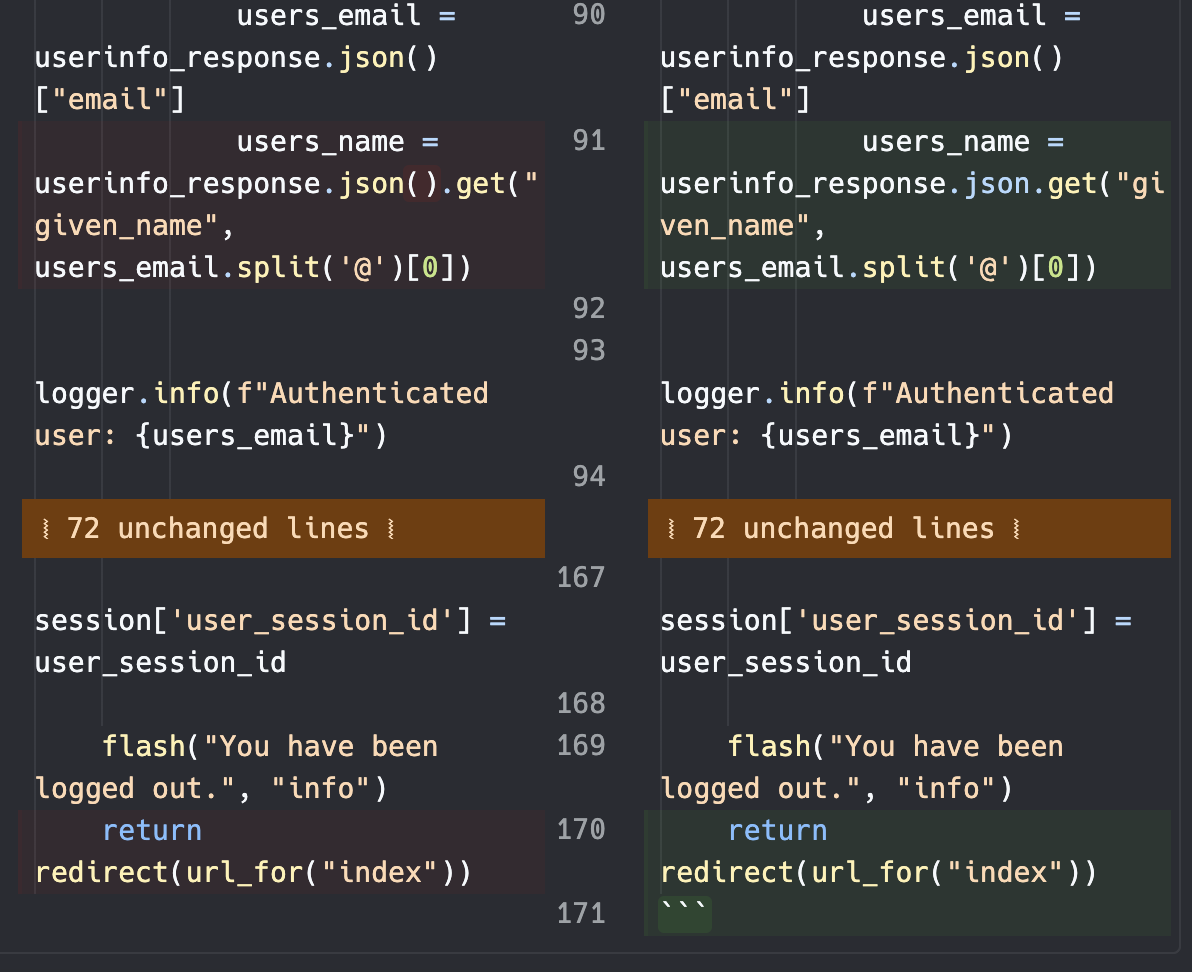 users_email =
userinfo_response.json()
["email"]
users_name =
userinfo_response.json().get("
given_name",
users_email.split('@')[0])
logger.info(f"Authenticated
user: {users_email}")
⦚ 72 unchanged lines ⦚
session['user_session_id'] =
user_session_id
flash("You have been
logged out.", "info")
return
redirect(url_for("index"))
90
91
92
93
94
167
168
169
170
171
users_email =
userinfo_response.json()
["email"]
users_name =
userinfo_response.json.get("gi
ven_name",
users_email.split('@')[0])
logger.info(f"Authenticated
user: {users_email}")
⦚ 72 unchanged lines ⦚
session['user_session_id'] =
user_session_id
flash("You have been
logged out.", "info")
return
redirect(url_for("index"))
```